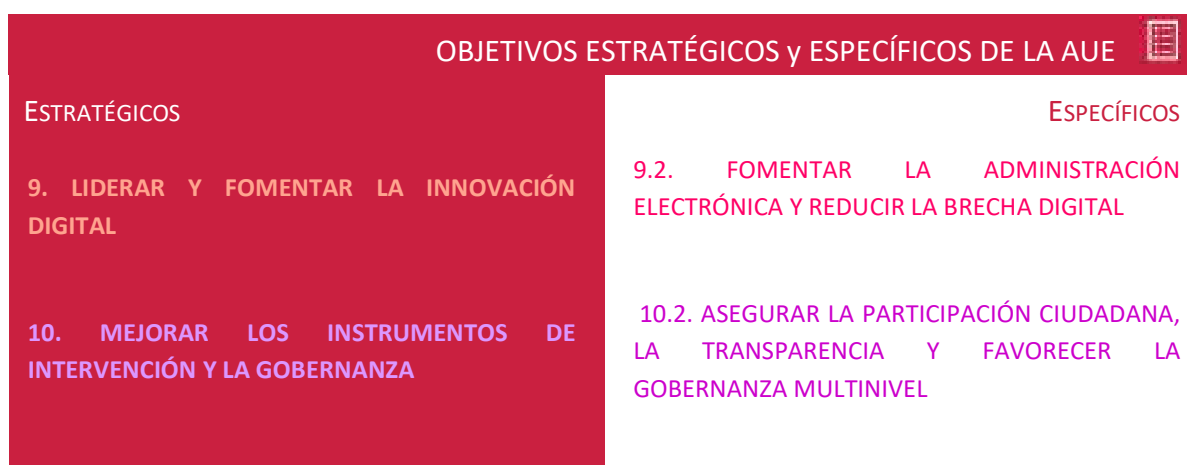 OBJETIVOS ESTRATÉGICOS y ESPECÍFICOS DE LA AUE
ESTRATÉGICOS
ESPECÍFICOS
9. LIDERAR Y FOMENTAR LA INNOVACIÓN
DIGITAL
9.2. FOMENTAR LA ADMINISTRACIÓN
ELECTRÓNICA Y REDUCIR LA BRECHA DIGITAL
10. MEJORAR LOS INSTRUMENTOS DE
INTERVENCIÓN Y LA GOBERNANZA
10.2. ASEGURAR LA PARTICIPACIÓN CIUDADANA,
LA TRANSPARENCIA Y FAVORECER LA
GOBERNANZA MULTINIVEL